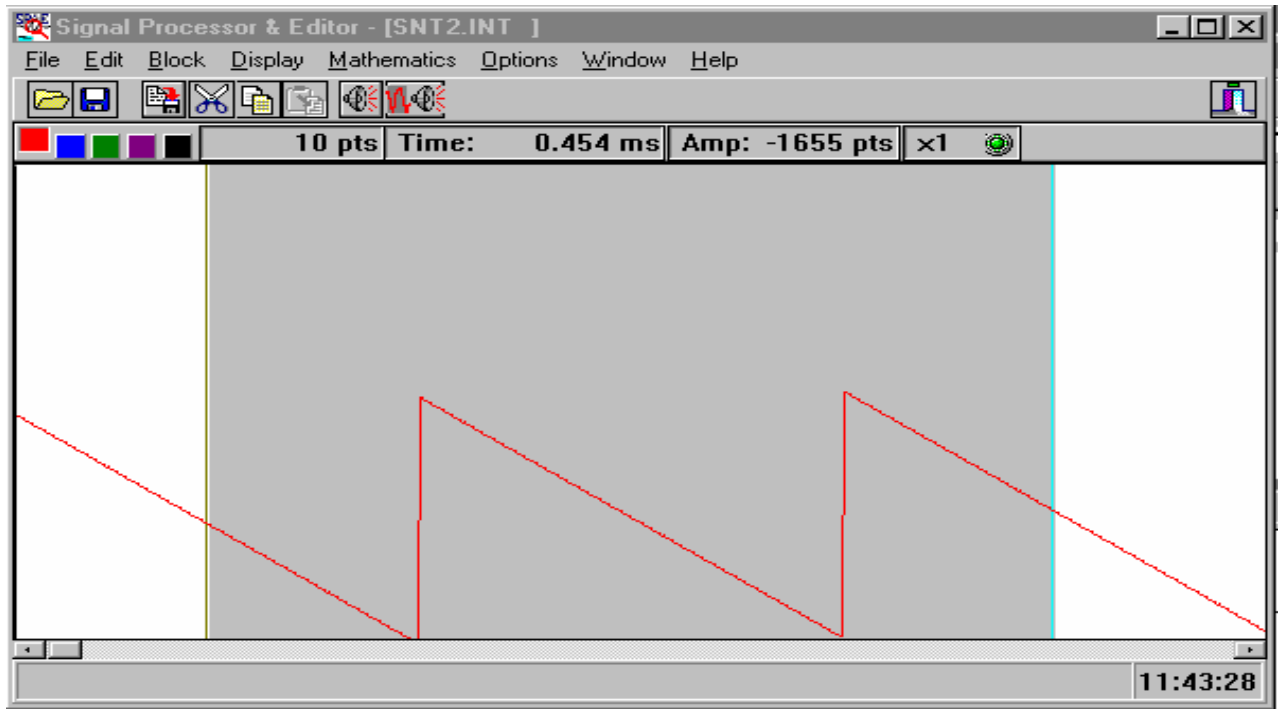 Signal Processor & Editor - [SNT2.INT ]
File Edit Block Display Mathematics Options Window Help
10 pts Time: 0.454 ms Amp: -1655 pts x1
11:43:28